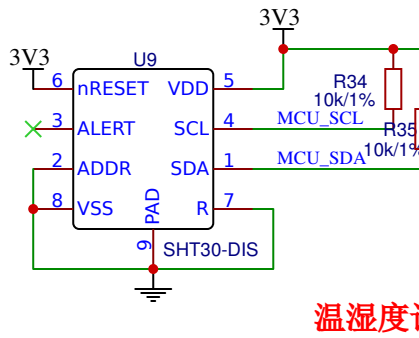 3V3
3V3
U9
6 nRESET VDD 5
R34
10k/1%
3 ALERT SCL 4 MCU_SCL
R35
10k/1%
2 ADDR SDA 1 MCU_SDA
8 VSS PAD R 7
9 SHT30-DIS
温湿度